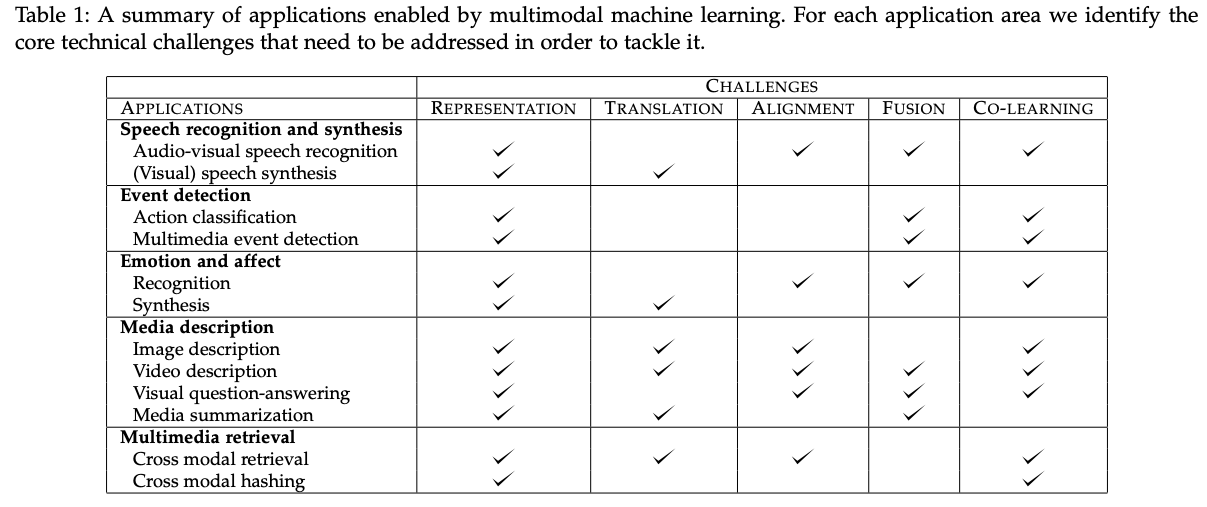 Table 1: A summary of applications enabled by multimodal machine learning. For each application area we identify the
core technical challenges that need to be addressed in order to tackle it.
CHALLENGES
APPLICATIONS REPRESENTATION TRANSLATION ALIGNMENT FUSION CO-LEARNING
Speech recognition and synthesis
Audio-visual speech recognition ✓ ✓ ✓ ✓
(Visual) speech synthesis ✓ ✓
Event detection
Action classification ✓ ✓ ✓
Multimedia event detection ✓ ✓ ✓
Emotion and affect
Recognition ✓ ✓ ✓ ✓
Synthesis ✓ ✓
Media description
Image description ✓ ✓ ✓ ✓
Video description ✓ ✓ ✓ ✓ ✓
Visual question-answering ✓ ✓ ✓ ✓
Media summarization ✓ ✓ ✓
Multimedia retrieval
Cross modal retrieval ✓ ✓ ✓ ✓
Cross modal hashing ✓ ✓